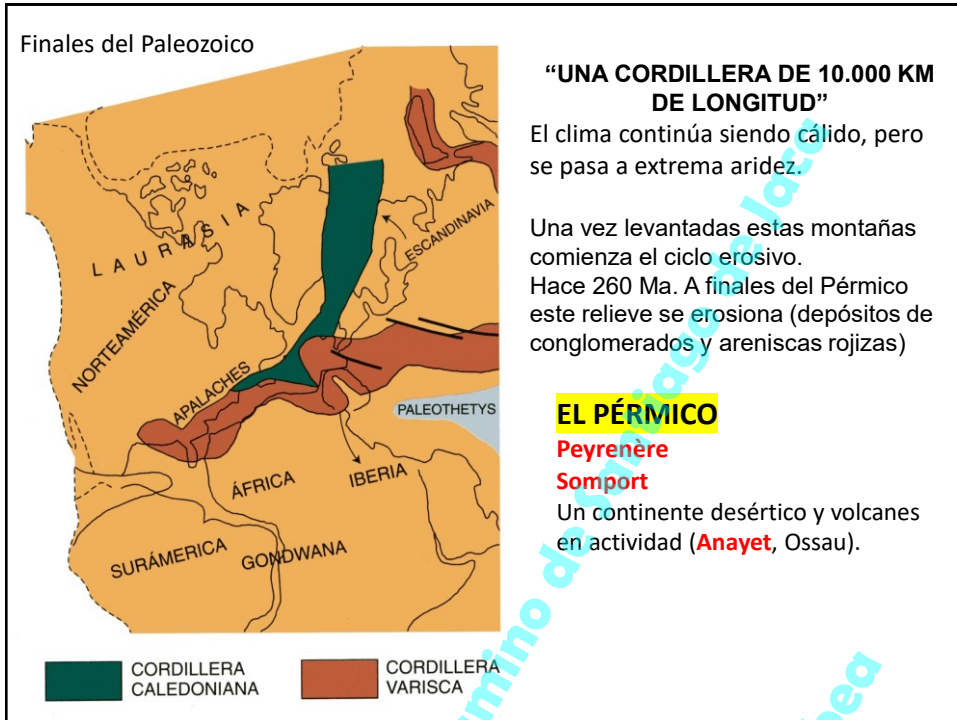 Finales del Paleozoico
“UNA CORDILLERA DE 10.000 KM
DE LONGITUD”
El clima continúa siendo cálido, pero
se pasa a extrema aridez.
Una vez levantadas estas montañas
comienza el ciclo erosivo.
Hace 260 Ma. A finales del Pérmico
este relieve se erosiona (depósitos de
conglomerados y areniscas rojizas)
EL PÉRMICO
Peyrenère
Somport
Un continente desértico y volcanes
en actividad (Anayet, Ossau).
LAURASIA
ESCANDINAVIA
NORTEAMÉRICA
APALACHES
PALEOTHETYS
ÁFRICA
IBERIA
SURÁMERICA
GONDWANA
CORDILLERA
CALEDONIANA
CORDILLERA
VARISCA
mino de Santiago de Jaca